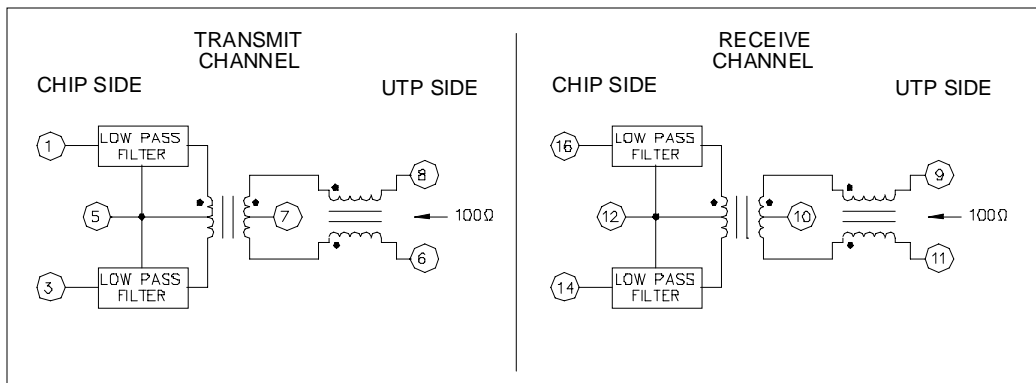 TRANSMIT
CHANNEL
CHIP SIDE
UTP SIDE
1
LOW PASS
FILTER
8
5
7
100Ω
6
3
LOW PASS
FILTER
RECEIVE
CHANNEL
CHIP SIDE
UTP SIDE
16
LOW PASS
FILTER
9
12
10
100Ω
11
14
LOW PASS
FILTER